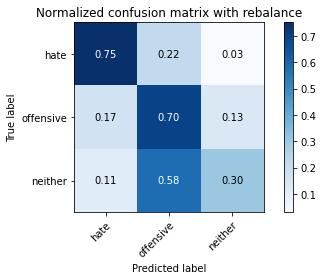 Normalized confusion matrix with rebalance
True label
hate
0.75 0.22 0.03
offensive
0.17 0.70 0.13
neither
0.11 0.58 0.30
hate
offensive
neither
Predicted label
0.7
0.6
0.5
0.4
0.3
0.2
0.1